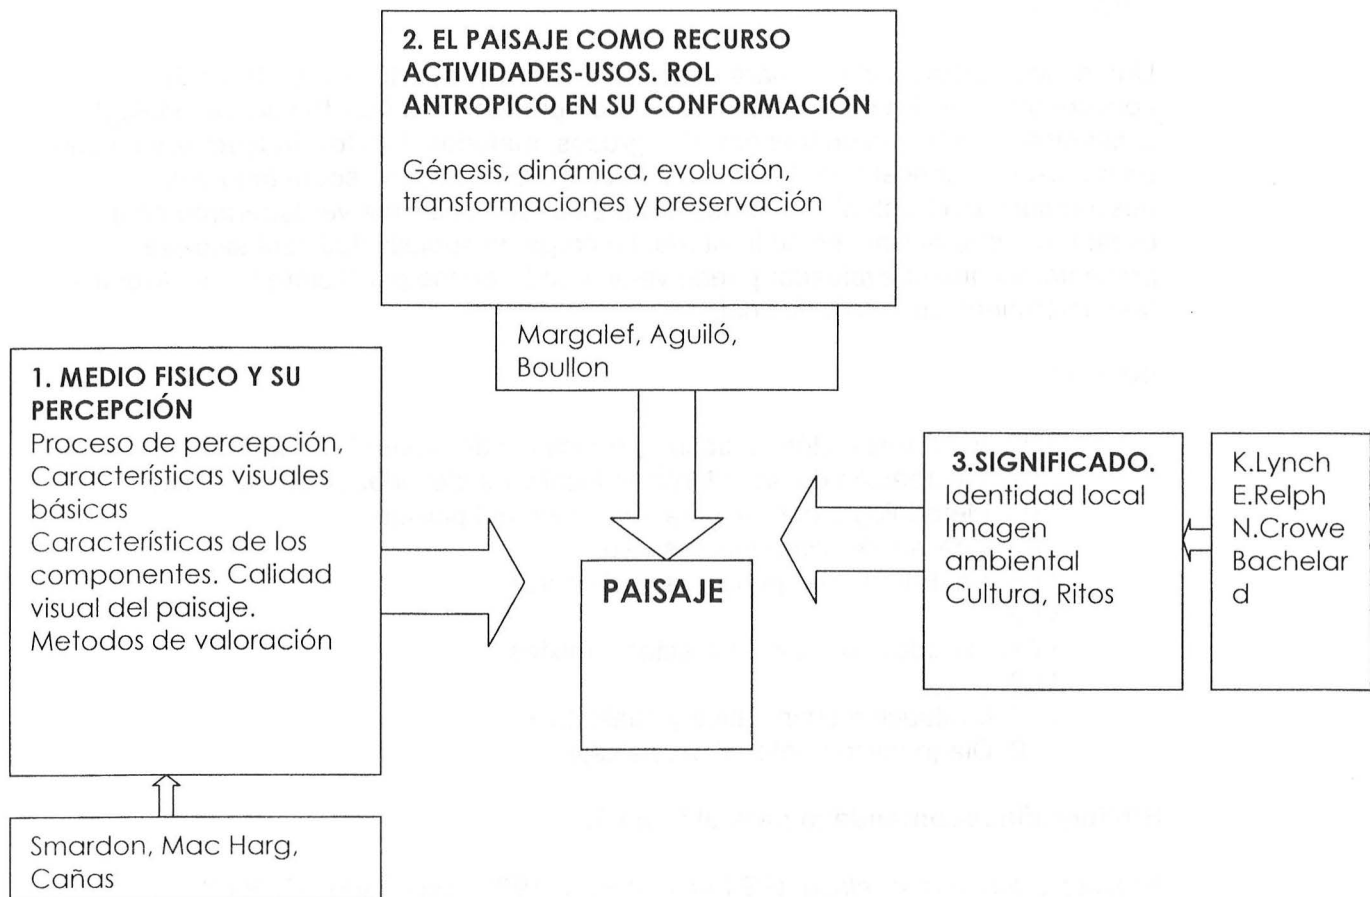 2. EL PAISAJE COMO RECURSO
ACTIVIDADES-USOS. ROL
ANTROPICO EN SU CONFORMACIÓN
Génesis, dinámica, evolución,
transformaciones y preservación
Margalef, Aguiló,
Boullon
1. MEDIO FISICO Y SU
PERCEPCIÓN
Proceso de percepción,
Características visuales
básicas
Características de los
componentes. Calidad
visual del paisaje.
Metodos de valoración
Smardon, Mac Harg,
Cañas
PAISAJE
3.SIGNIFICADO.
Identidad local
Imagen
ambiental
Cultura, Ritos
K.Lynch
E.Relph
N.Crowe
Bachelar
d